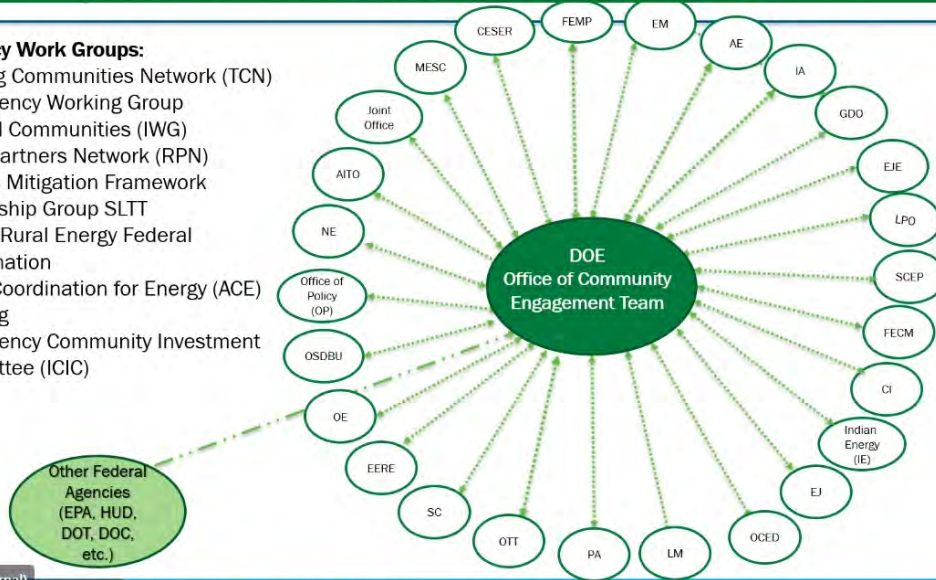 y Work Groups:
g Communities Network (TCN)
ency Working Group
Communities (IWG)
artners Network (RPN)
Mitigation Framework
ship Group SLTT
Rural Energy Federal
nation
Coordination for Energy (ACE)
g
ency Community Investment
ttee (ICIC)
CESER
FEMP
EM
AE
IA
GDO
EJE
LPO
SCEP
FECM
CI
Indian
Energy
(IE)
EJ
OCED
LM
PA
OTT
SC
EERE
OE
OSDBU
Office of
Policy
(OP)
NE
AITO
Joint
Office
MESC
DOE
Office of Community
Engagement Team
Other Federal
Agencies
(EPA, HUD,
DOT, DOC,
etc.)